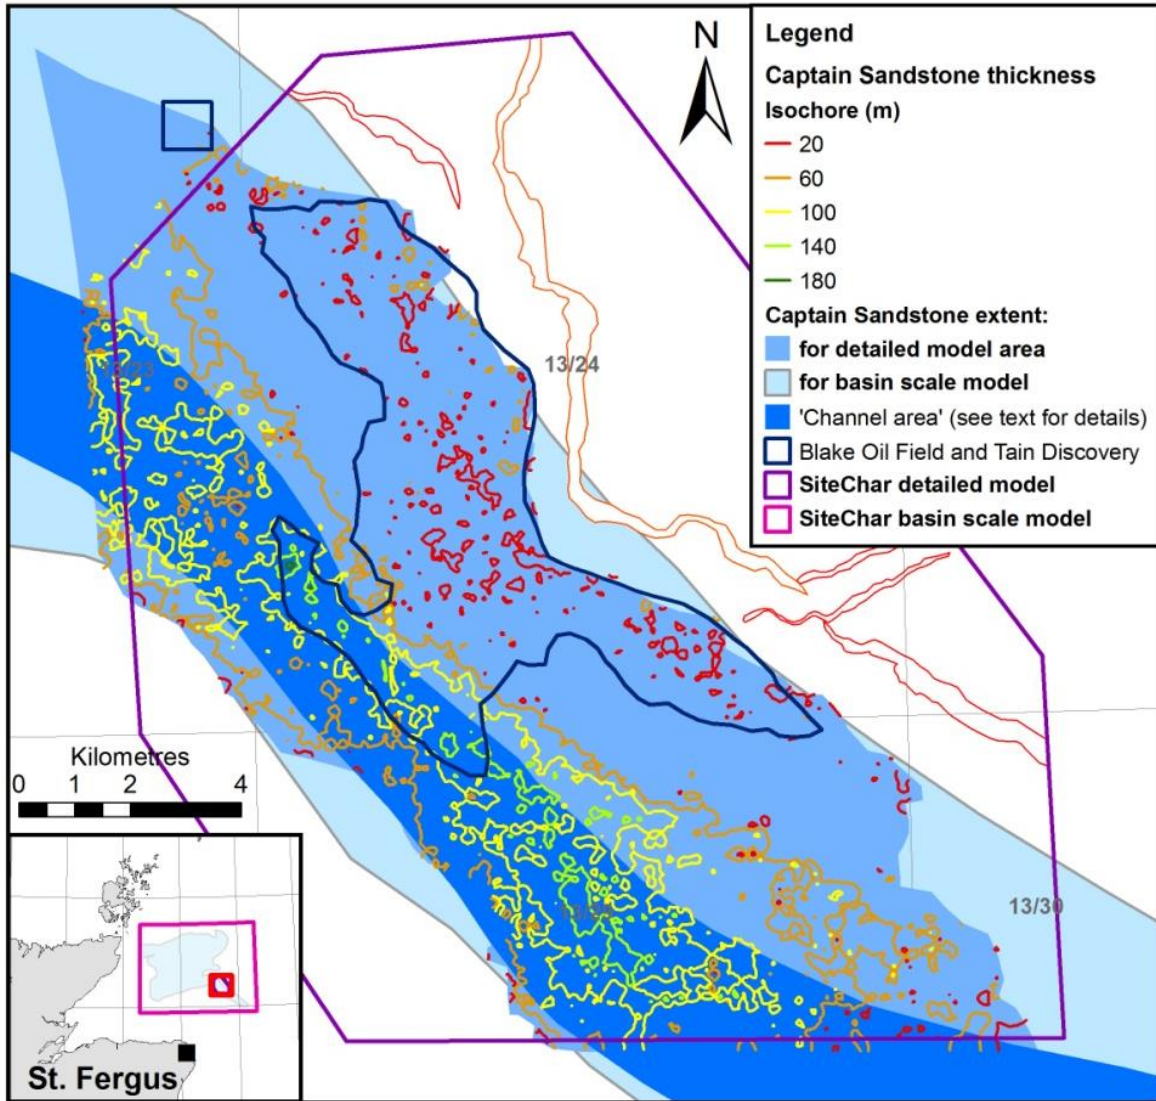 N
Legend
Captain Sandstone thickness
Isochore (m)
20
60
100
140
180
Captain Sandstone extent:
for detailed model area
for basin scale model
'Channel area' (see text for details)
Blake Oil Field and Tain Discovery
SiteChar detailed model
SiteChar basin scale model
13/24
13/23
13/30
Kilometres
0 1 2 4
St. Fergus